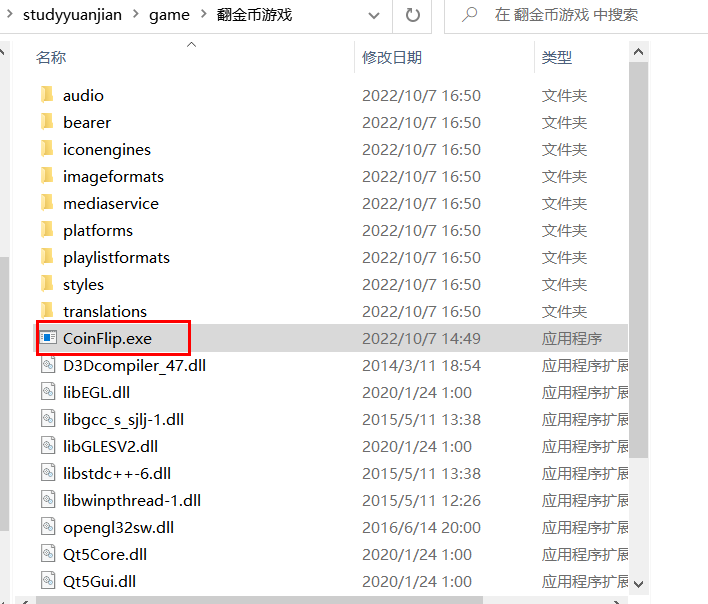 studyyuanjian > game > 翻金币游戏 在 翻金币游戏 中搜索
名称 修改日期 类型
audio 2022/10/7 16:50 文件夹
bearer 2022/10/7 16:50 文件夹
iconengines 2022/10/7 16:50 文件夹
imageformats 2022/10/7 16:50 文件夹
mediaservice 2022/10/7 16:50 文件夹
platforms 2022/10/7 16:50 文件夹
playlistformats 2022/10/7 16:50 文件夹
styles 2022/10/7 16:50 文件夹
translations 2022/10/7 16:50 文件夹
CoinFlip.exe 2022/10/7 14:49 应用程序
D3Dcompiler_47.dll 2014/3/11 18:54 应用程序扩展
libEGL.dll 2020/1/24 1:00 应用程序扩展
libgcc_s_sjlj-1.dll 2015/5/11 13:38 应用程序扩展
libGLESV2.dll 2020/1/24 1:00 应用程序扩展
libstdc++-6.dll 2015/5/11 13:38 应用程序扩展
libwinpthread-1.dll 2015/5/11 12:26 应用程序扩展
opengl32sw.dll 2016/6/14 20:00 应用程序扩展
Qt5Core.dll 2020/1/24 1:00 应用程序扩展
Qt5Gui.dll 2020/1/24 1:00 应用程序扩展